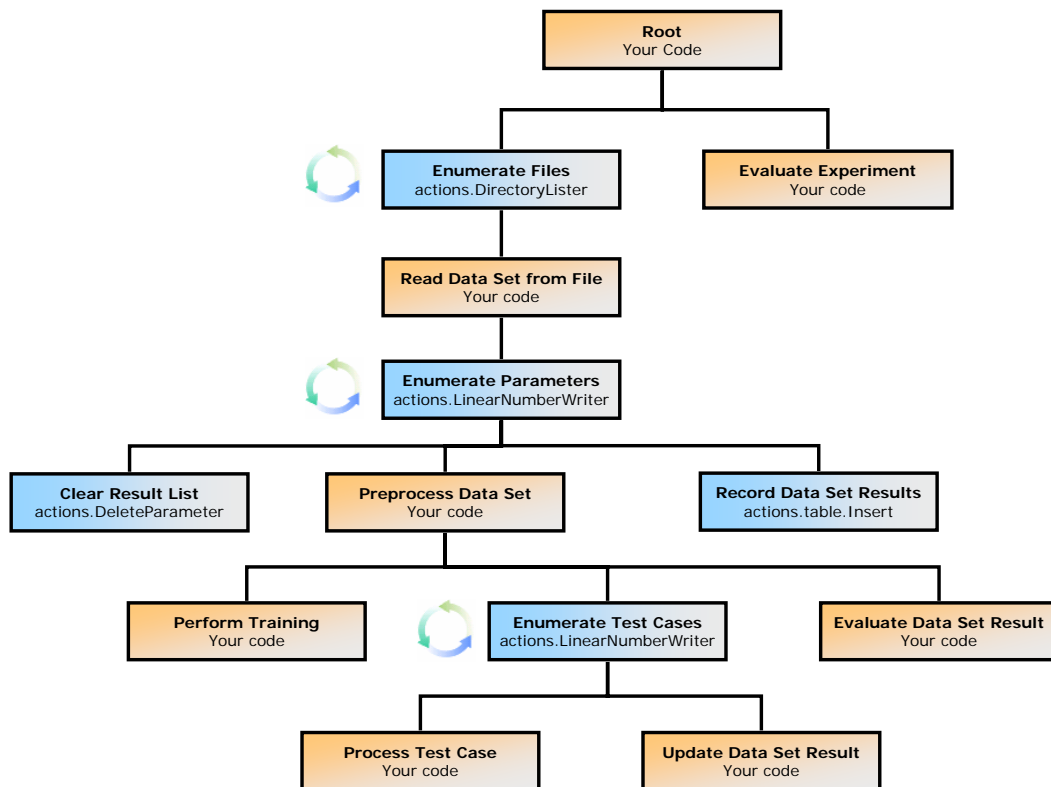 Root
Your Code
Enumerate Files
actions.DirectoryLister
Evaluate Experiment
Your code
Read Data Set from File
Your code
Enumerate Parameters
actions.LinearNumberWriter
Clear Result List
actions.DeleteParameter
Preprocess Data Set
Your code
Record Data Set Results
actions.table.Insert
Perform Training
Your code
Enumerate Test Cases
actions.LinearNumberWriter
Evaluate Data Set Result
Your code
Process Test Case
Your code
Update Data Set Result
Your code